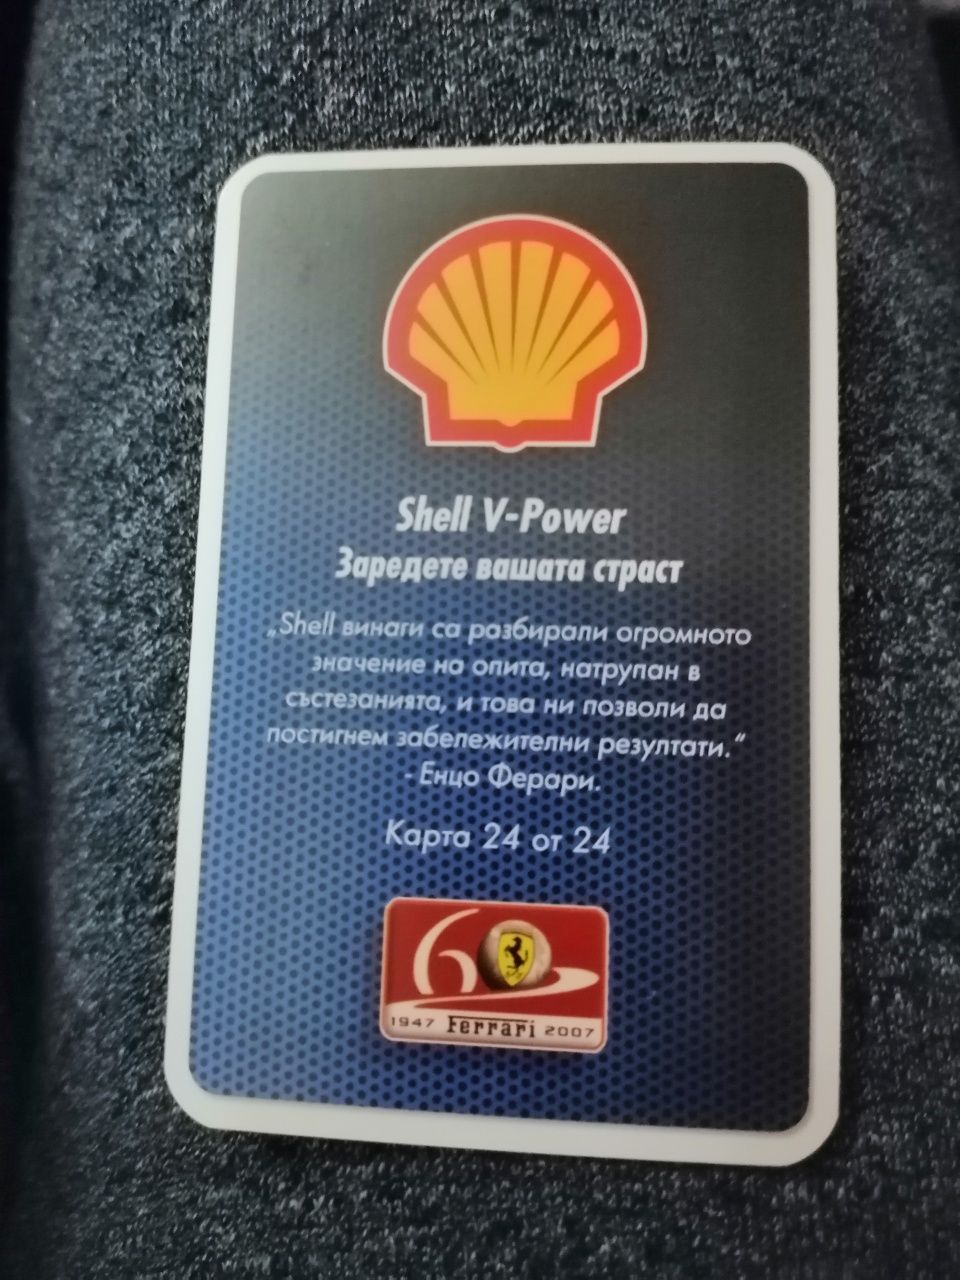 Shell V-Power
Заредете вашата страст
„Shell винаги са разбирали огромното
значение на опита, натрупан в
състезанията, и това ни позволи да
постигнем забележителни резултати.“
- Енцо Ферари.
Карта 24 от 24
60
1947 Ferrari 2007